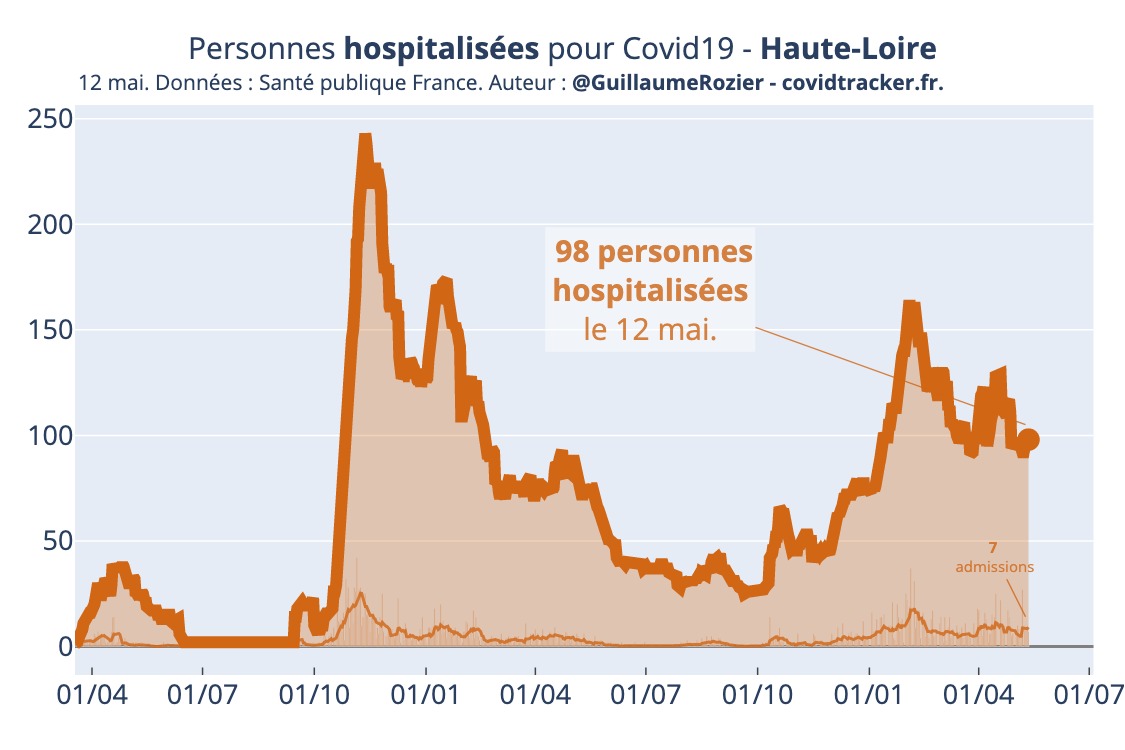 Personnes hospitalisées pour Covid19 - Haute-Loire
12 mai. Données : Santé publique France. Auteur : @GuillaumeRozier - covidtracker.fr.
250
200
98 personnes
hospitalisées
le 12 mai.
150
100
50
7
admissions
0
01/04 01/07 01/10 01/01 01/04 01/07 01/10 01/01 01/04 01/07